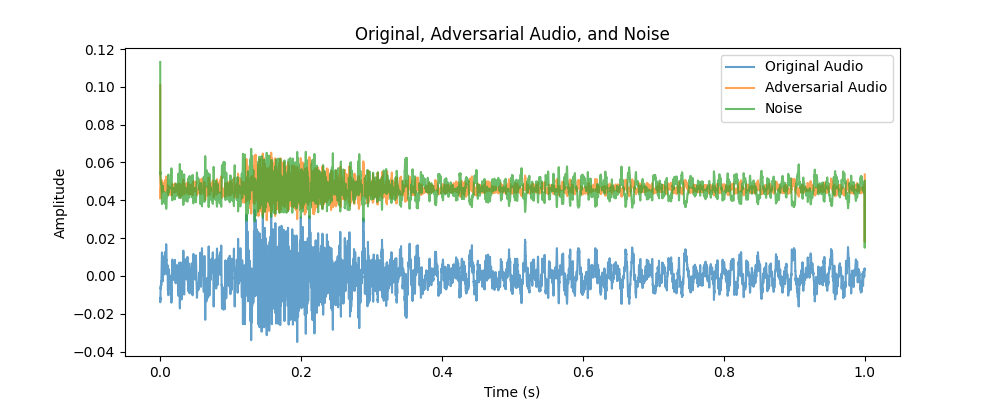 Original, Adversarial Audio, and Noise
0.12
0.10
0.08
0.06
0.04
0.02
0.00
−0.02
−0.04
Amplitude
Original Audio
Adversarial Audio
Noise
0.0 0.2 0.4 0.6 0.8 1.0
Time (s)